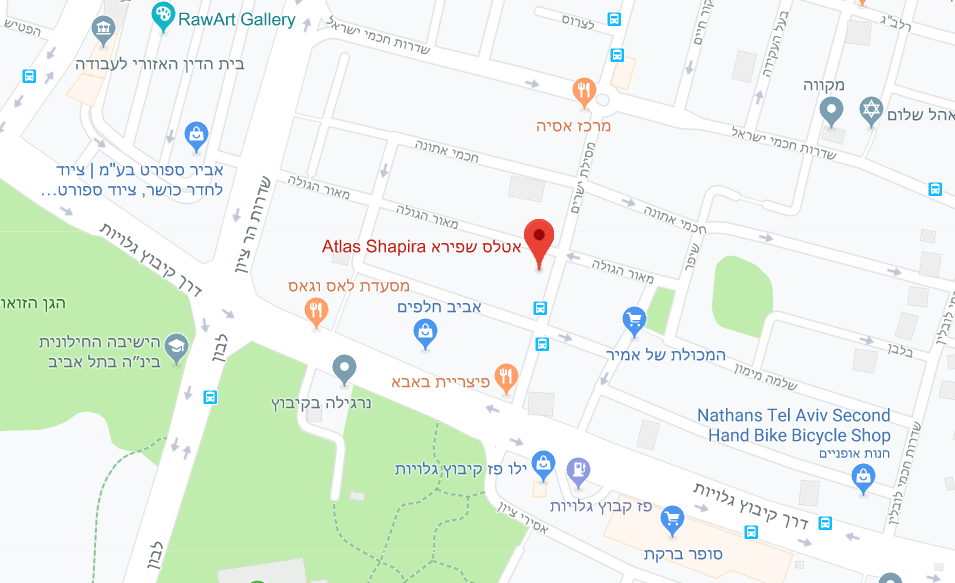 RawArt Gallery
הפטיש
בית הדין האזורי לעבודה
שדרות חכמי ישראל
לצרוס
קור חיים
בעל העקידה
רלב"ג
מקווה
אהל שלום
מרכז אסיה
שדרות חכמי ישראל
אביר ספורט בע"מ | ציוד
לחדר כושר, ציוד ספורט...
חכמי אתונה
מסילת ישרים
מאור הגולה
מאור הגולה
חכמי אתונה
שדרות הר ציון
דרך קיבוץ גלויות
אטלס שפירא Atlas Shapira
מאור הגולה
שיפר
מסעדת לאס וגאס
אביב חלפים
הגן הזואו
הישיבה החילונית
בינ״ה בתל אביב
לבון
המכולת של אמיר
בלבן
שדרות חכמי לובלין
שלמה מימון
פיצריית באבא
נרגילה בקיבוץ
Nathans Tel Aviv Second
Hand Bike Bicycle Shop
חנות אופניים
שדרות חכמי לובלין
ילו פז קיבוץ גלויות
פז קבוץ גלויות
דרך קיבוץ גלויות
אסירי ציון
סופר ברקת
לבון